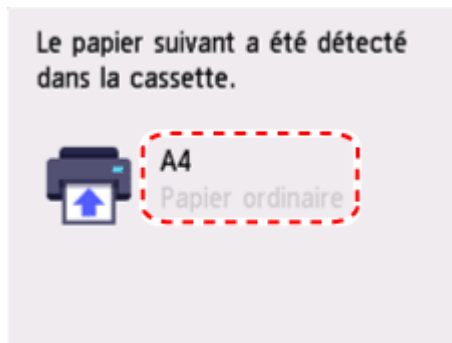 Le papier suivant a été détecté
dans la cassette.
A4
Papier ordinaire